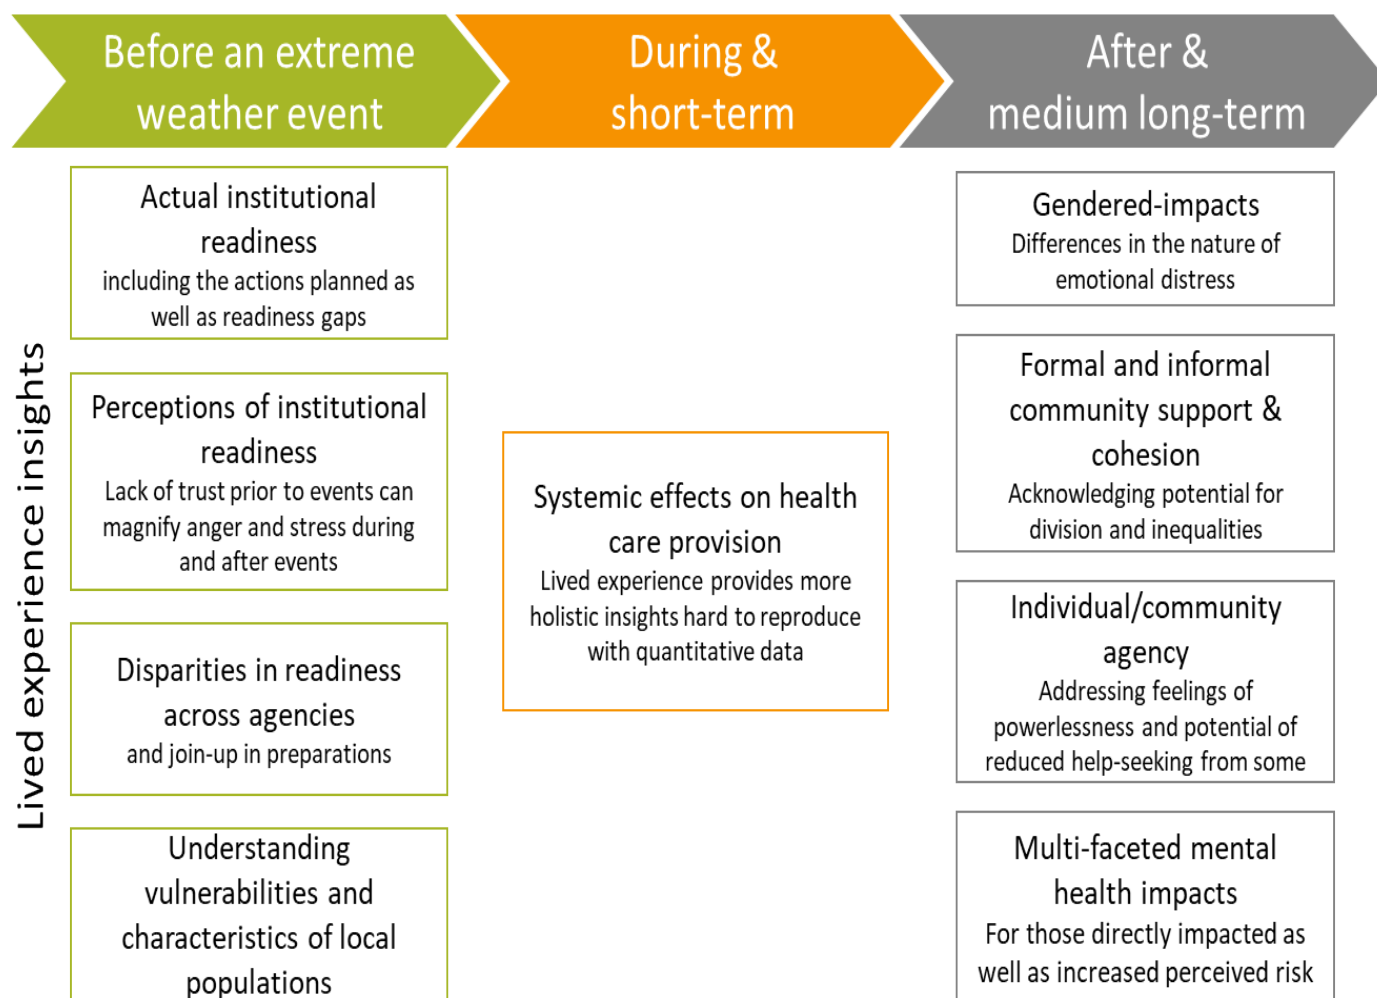 Before an extreme
weather event
During &
short-term
After &
medium long-term
Lived experience insights
Actual institutional
readiness
including the actions planned as
well as readiness gaps
Perceptions of institutional
readiness
Lack of trust prior to events can
magnify anger and stress during
and after events
Disparities in readiness
across agencies
and join-up in preparations
Understanding
vulnerabilities and
characteristics of local
populations
Systemic effects on health
care provision
Lived experience provides more
holistic insights hard to reproduce
with quantitative data
Gendered-impacts
Differences in the nature of
emotional distress
Formal and informal
community support &
cohesion
Acknowledging potential for
division and inequalities
Individual/community
agency
Addressing feelings of
powerlessness and potential of
reduced help-seeking from some
Multi-faceted mental
health impacts
For those directly impacted as
well as increased perceived risk